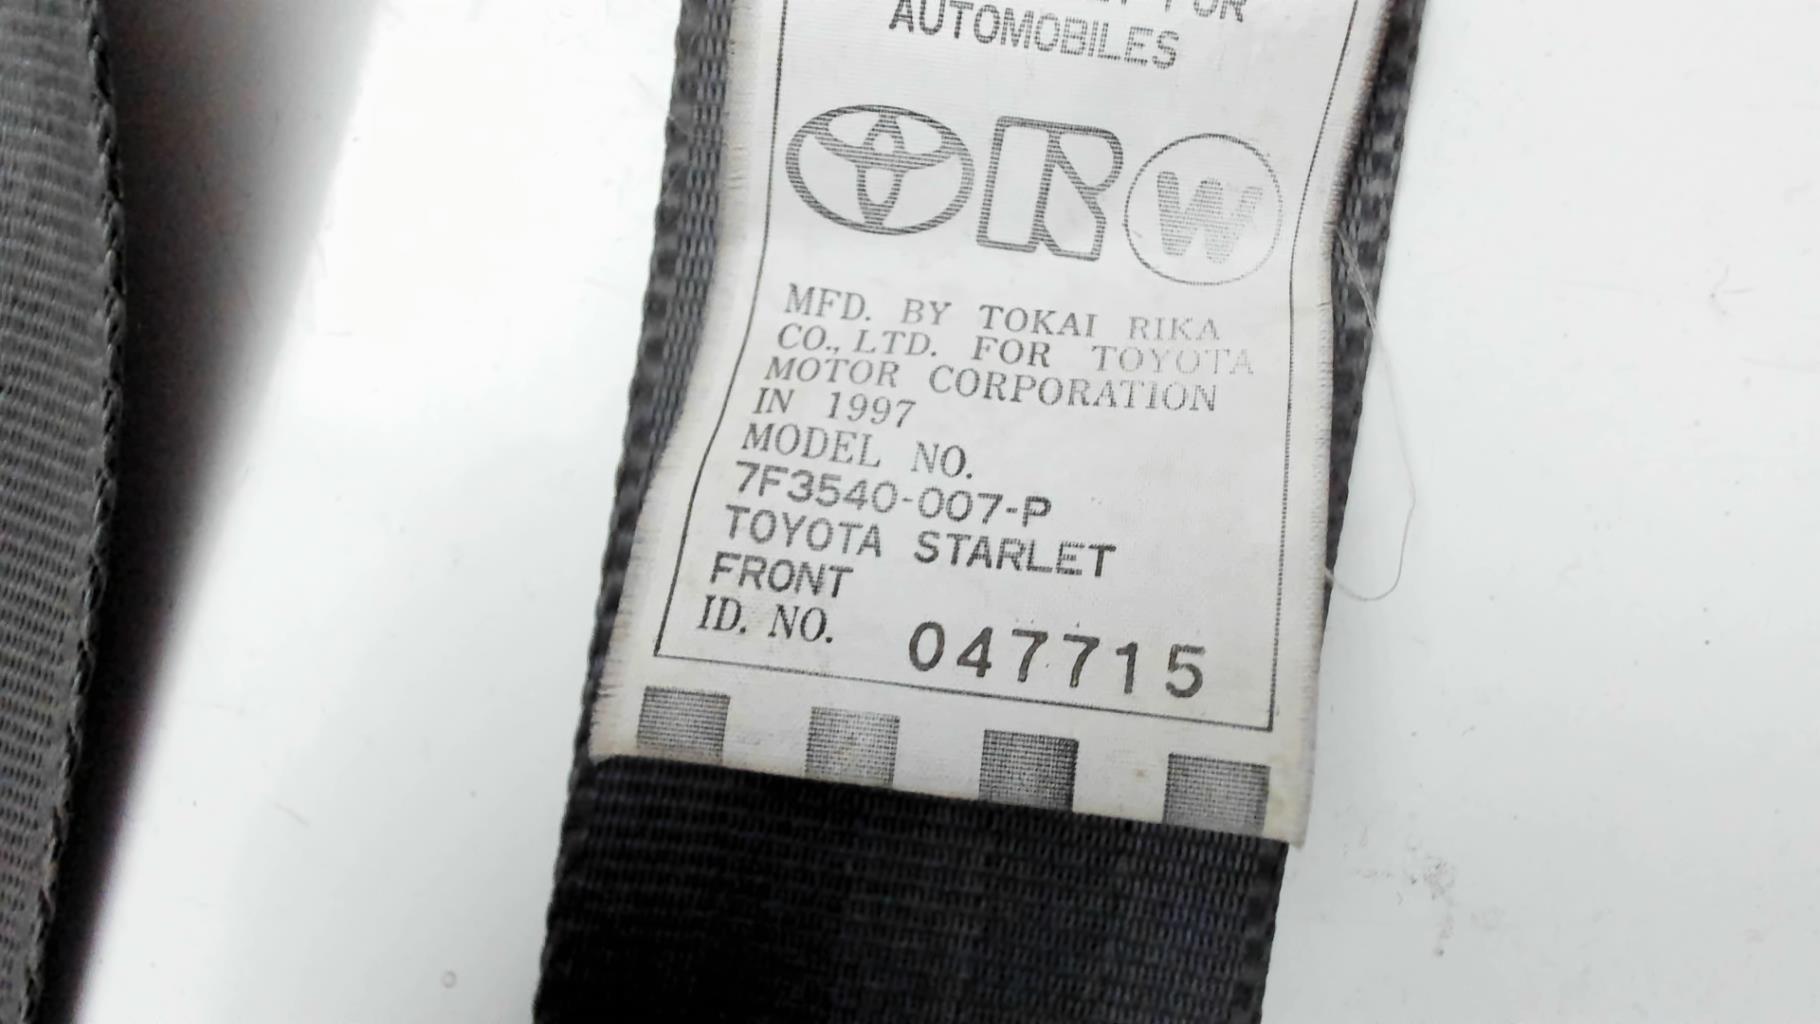 FOR
AUTOMOBILES
R W
MFD. BY TOKAI RIKA
CO., LTD. FOR TOYOTA
MOTOR CORPORATION
IN 1997
MODEL NO.
7F3540-007-P
TOYOTA STARLET
FRONT
ID. NO. 047715